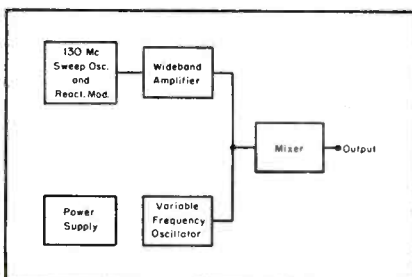 130 Mc
Sweep Osc.
and
React. Mod.
Wideband
Amplifier
Mixer
Output
Power
Supply
Variable
Frequency
Oscillator